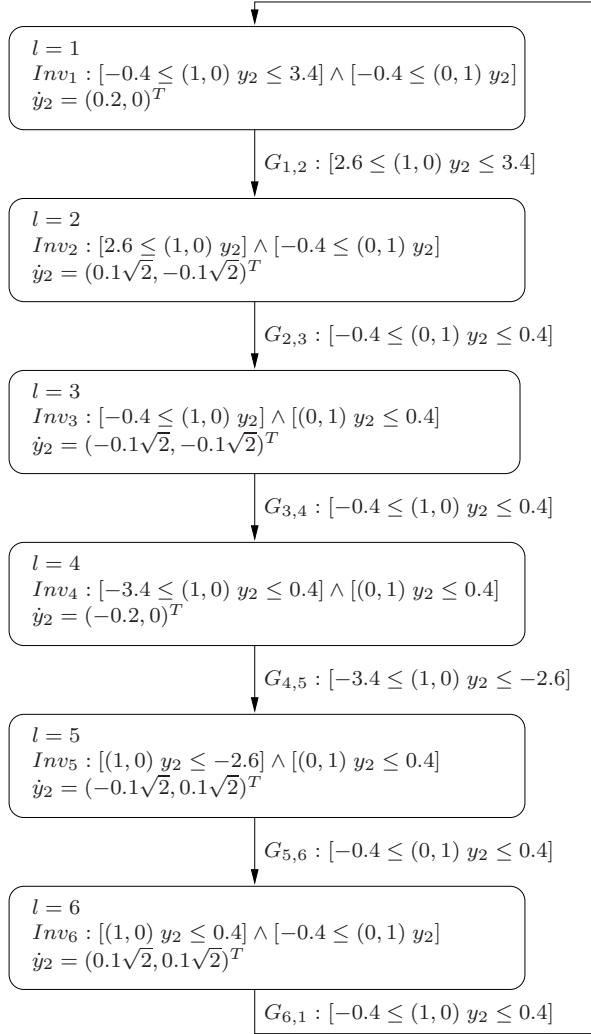 l = 1
Inv₁ : [−0.4 ≤ (1, 0) y₂ ≤ 3.4] ∧ [−0.4 ≤ (0, 1) y₂]
ẏ₂ = (0.2, 0)ᵀ
G₁,₂ : [2.6 ≤ (1, 0) y₂ ≤ 3.4]
l = 2
Inv₂ : [2.6 ≤ (1, 0) y₂] ∧ [−0.4 ≤ (0, 1) y₂]
ẏ₂ = (0.1√2, −0.1√2)ᵀ
G₂,₃ : [−0.4 ≤ (0, 1) y₂ ≤ 0.4]
l = 3
Inv₃ : [−0.4 ≤ (1, 0) y₂] ∧ [(0, 1) y₂ ≤ 0.4]
ẏ₂ = (−0.1√2, −0.1√2)ᵀ
G₃,₄ : [−0.4 ≤ (1, 0) y₂ ≤ 0.4]
l = 4
Inv₄ : [−3.4 ≤ (1, 0) y₂ ≤ 0.4] ∧ [(0, 1) y₂ ≤ 0.4]
ẏ₂ = (−0.2, 0)ᵀ
G₄,₅ : [−3.4 ≤ (1, 0) y₂ ≤ −2.6]
l = 5
Inv₅ : [(1, 0) y₂ ≤ −2.6] ∧ [(0, 1) y₂ ≤ 0.4]
ẏ₂ = (−0.1√2, 0.1√2)ᵀ
G₅,₆ : [−0.4 ≤ (0, 1) y₂ ≤ 0.4]
l = 6
Inv₆ : [(1, 0) y₂ ≤ 0.4] ∧ [−0.4 ≤ (0, 1) y₂]
ẏ₂ = (0.1√2, 0.1√2)ᵀ
G₆,₁ : [−0.4 ≤ (1, 0) y₂ ≤ 0.4]